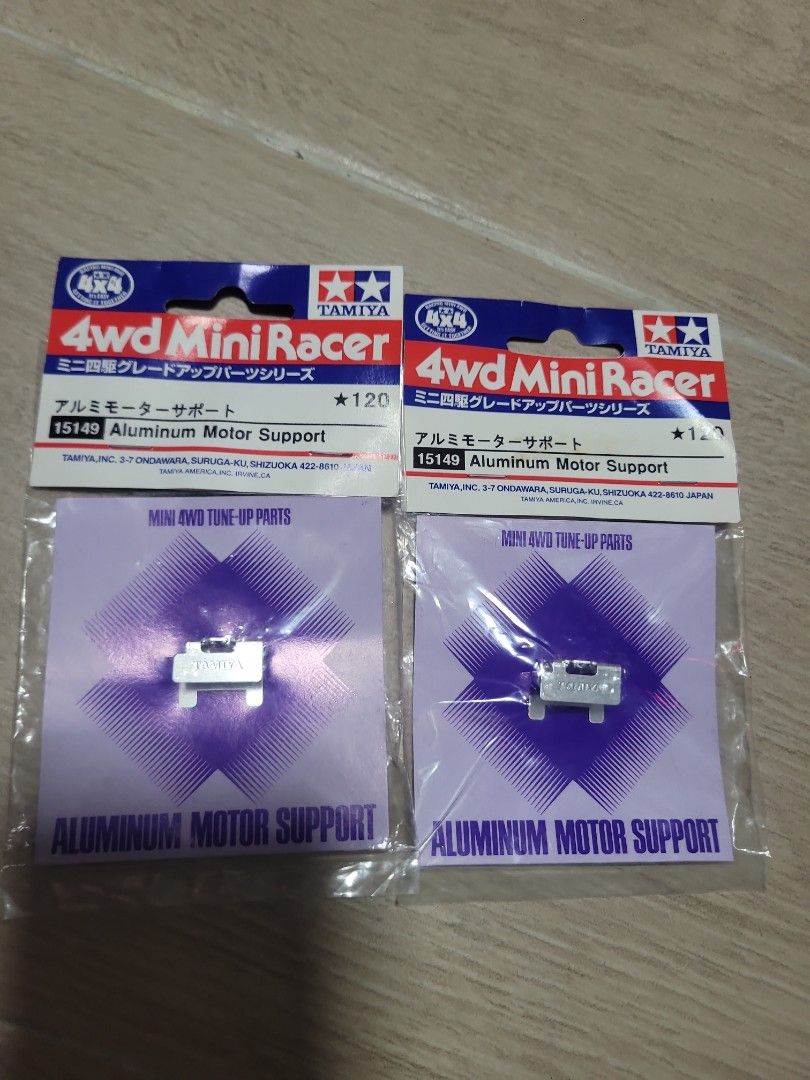 4x4
TAMIYA
4wd Mini Racer
ミニ四駆グレードアップパーツシリーズ
アルミモーターサポート ★120
15149 Aluminum Motor Support
TAMIYA, INC. 3-7 ONDAWARA, SURUGA-KU, SHIZUOKA 422-8610 JAPAN
TAMIYA AMERICA, INC. IRVINE, CA
MINI 4WD TUNE-UP PARTS
TAMIYA
ALUMINUM MOTOR SUPPORT
4x4
TAMIYA
4wd Mini Racer
ミニ四駆グレードアップパーツシリーズ
アルミモーターサポート ★120
15149 Aluminum Motor Support
TAMIYA, INC. 3-7 ONDAWARA, SURUGA-KU, SHIZUOKA 422-8610 JAPAN
TAMIYA AMERICA, INC. IRVINE, CA
MINI 4WD TUNE-UP PARTS
TAMIYA
ALUMINUM MOTOR SUPPORT